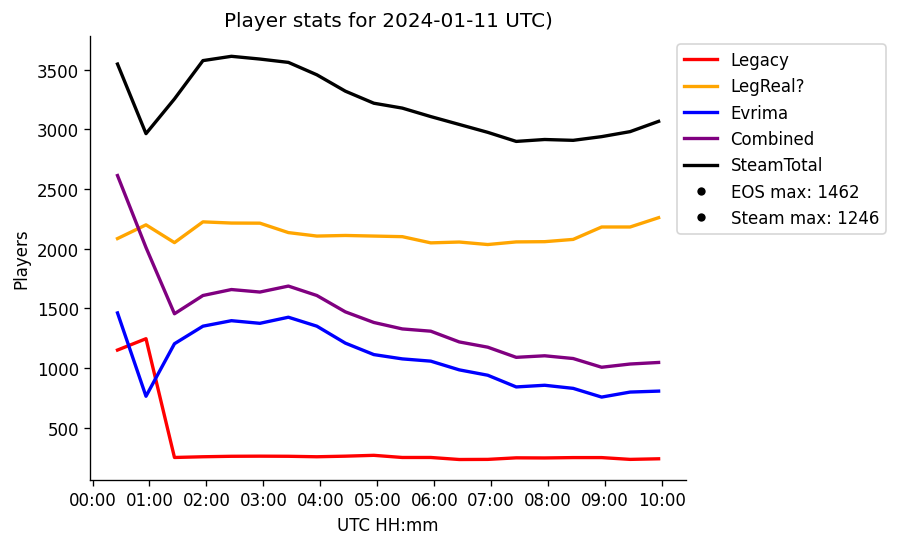 Player stats for 2024-01-11 UTC)
Players
3500
3000
2500
2000
1500
1000
500
00:00 01:00 02:00 03:00 04:00 05:00 06:00 07:00 08:00 09:00 10:00
UTC HH:mm
Legacy
LegReal?
Evrima
Combined
SteamTotal
EOS max: 1462
Steam max: 1246